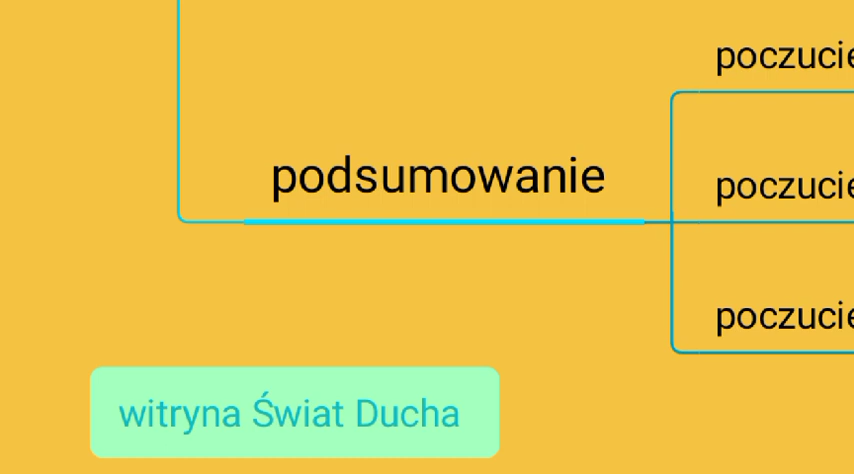 poczucie
podsumowanie
poczucie
poczucie
witryna Świat Ducha